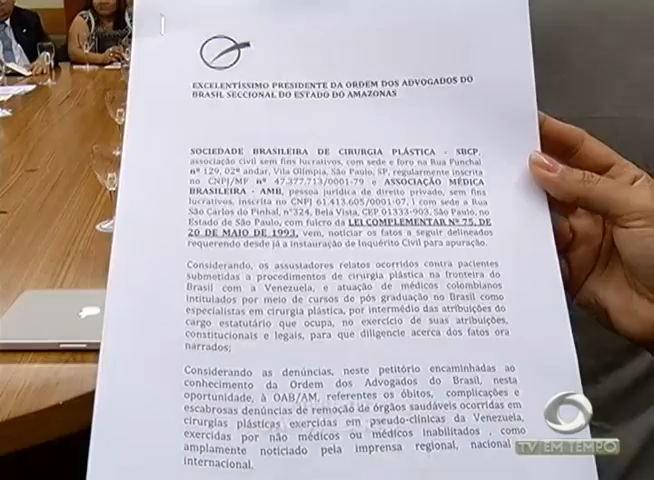 EXCELENTÍSSIMO PRESIDENTE DA ORDEM DOS ADVOGADOS DO
BRASIL SECCIONAL DO ESTADO DO AMAZONAS
SOCIEDADE BRASILEIRA DE CIRURGIA PLÁSTICA - SBCP,
associação civil sem fins lucrativos, com sede e foro na Rua Funchal
nº 129, 02º andar, Vila Olímpia, São Paulo, SP, regularmente inscrita
no CNPJ/MF nº 47.377.713/0001-79 e ASSOCIAÇÃO MÉDICA
BRASILEIRA - AMB, pessoa jurídica de direito privado, sem fins
lucrativos, inscrita no CNPJ 61.413.605/0001-07, com sede a Rua
São Carlos do Pinhal, nº324, Bela Vista, CEP 01333-903, São Paulo, no
Estado de São Paulo, com fulcro da LEI COMPLEMENTAR Nº 75, DE
20 DE MAIO DE 1993, vem, noticiar os fatos a seguir delineados
requerendo desde já a instauração de Inquérito Civil para apuração.
Considerando, os assustadores relatos ocorridos contra pacientes
submetidas a procedimentos de cirurgia plástica na fronteira do
Brasil com a Venezuela, e atuação de médicos colombianos
intitulados por meio de cursos de pós graduação no Brasil como
especialistas em cirurgia plástica, por intermédio das atribuições do
cargo estatutário que ocupa, no exercício de suas atribuições,
constitucionais e legais, para que diligencie acerca dos fatos ora
narrados;
Considerando as denúncias, neste petitório encaminhadas ao
conhecimento da Ordem dos Advogados do Brasil, nesta
oportunidade, à OAB/AM, referentes os óbitos, complicações e
escabrosas denúncias de remoção de órgãos saudáveis ocorridas em
cirurgias plásticas exercidas em pseudo-clínicas da Venezuela,
exercidas por não médicos ou médicos inabilitados , como
amplamente noticiado pela imprensa regional, nacional e
internacional.
TV EM TEMPO